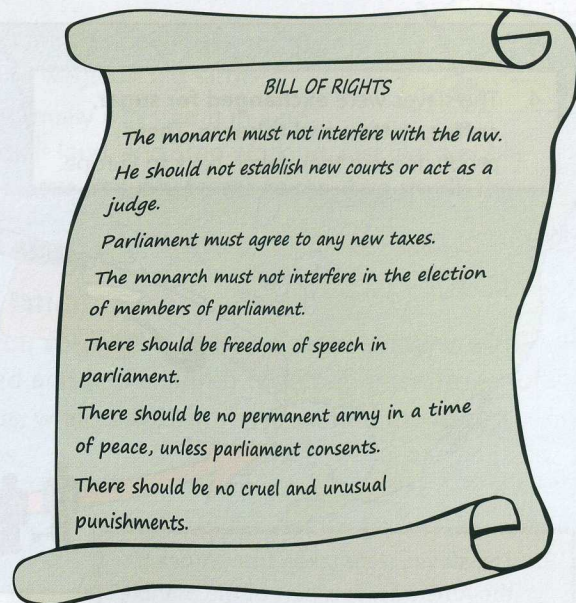 BILL OF RIGHTS
The monarch must not interfere with the law.
He should not establish new courts or act as a
judge.
Parliament must agree to any new taxes.
The monarch must not interfere in the election
of members of parliament.
There should be freedom of speech in
parliament.
There should be no permanent army in a time
of peace, unless parliament consents.
There should be no cruel and unusual
punishments.